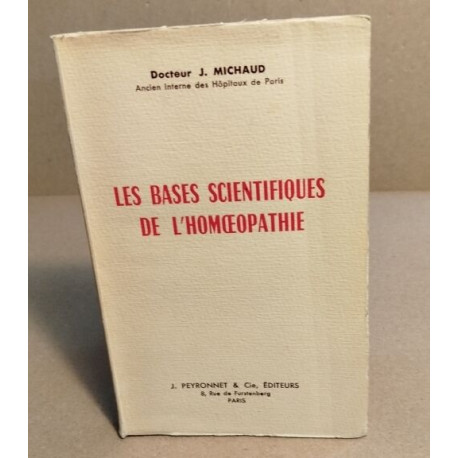 Docteur J. MICHAUD
Ancien Interne des Hôpitaux de Paris
LES BASES SCIENTIFIQUES
DE L'HOMŒOPATHIE
J. PEYRONNET & Cie, ÉDITEURS
8, Rue de Furstenberg
PARIS